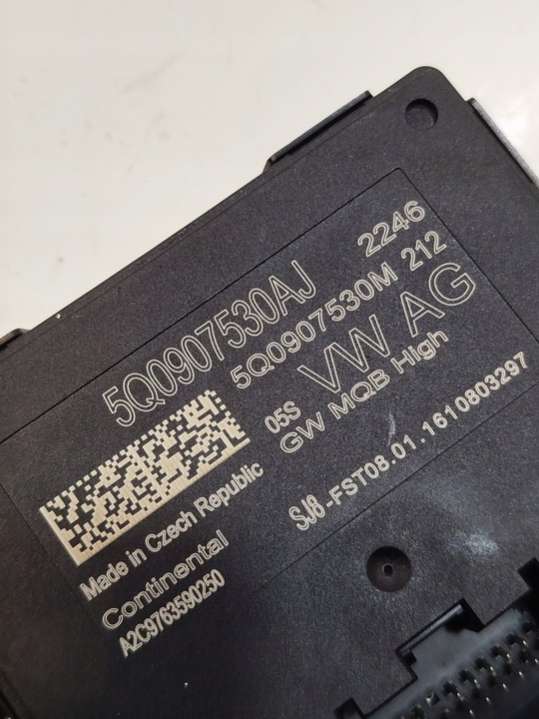 5Q0907530AJ 2246
5Q0907530M 212
05S VW AG
GW MQB High
SJ8-FST08.01.1610803297
Made in Czech Republic
Continental
A2C9763590250